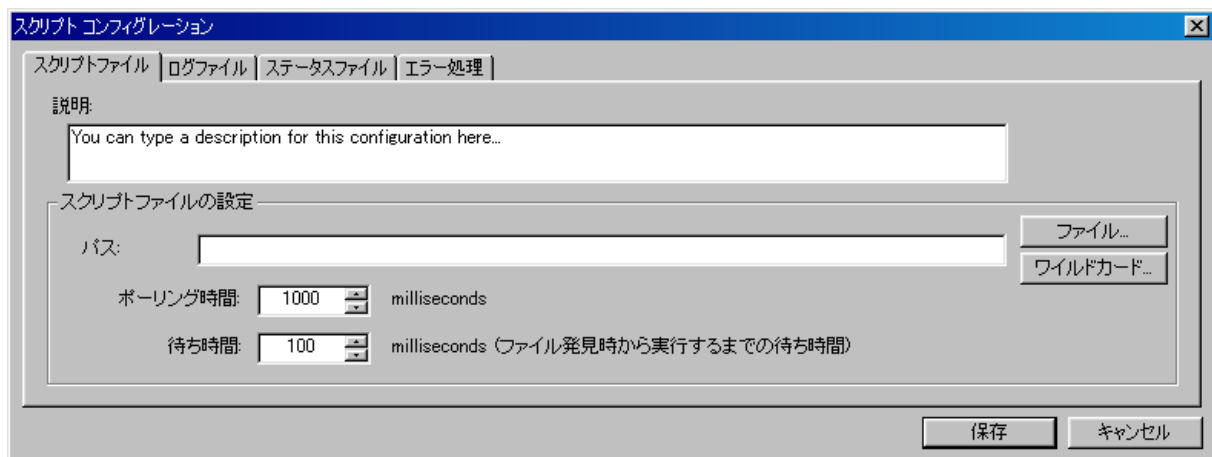 スクリプト コンフィグレーション
スクリプトファイル ログファイル ステータスファイル エラー処理
説明:
You can type a description for this configuration here...
スクリプトファイルの設定
パス:
ファイル...
ワイルドカード...
ポーリング時間: 1000 milliseconds
待ち時間: 100 milliseconds (ファイル発見時から実行するまでの待ち時間)
保存 キャンセル